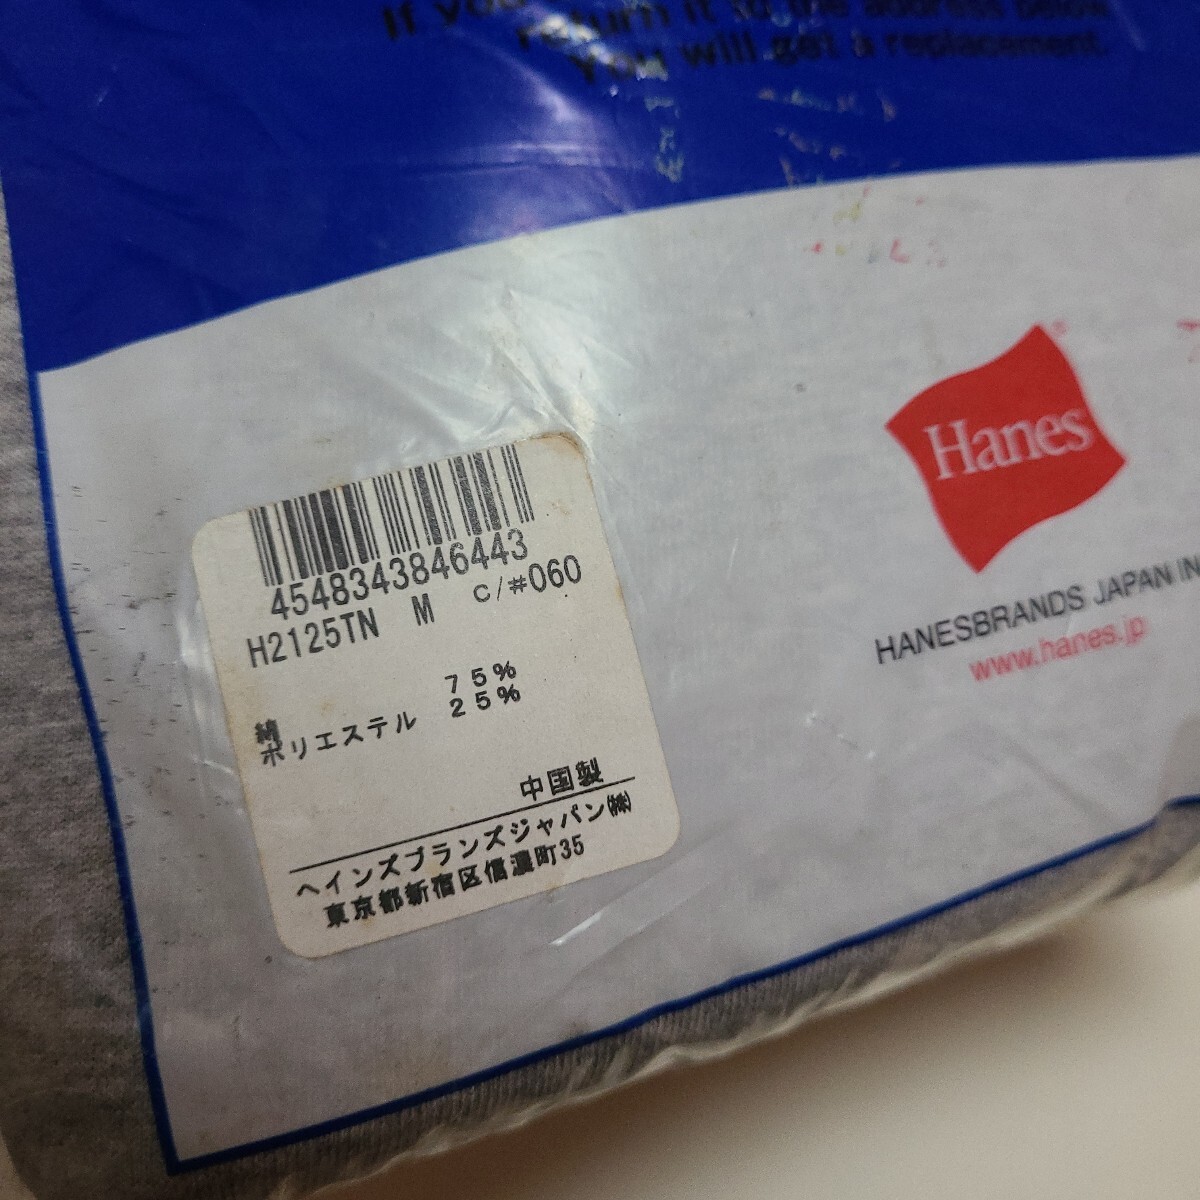 If you
return it to the address below
You will get a replacement.
Hanes
®
HANESBRANDS JAPAN IN
www.hanes.jp
4548343846443
H2125TN M C/#060
綿 75%
ポリエステル 25%
中国製
ヘインズブランズジャパン㈱
東京都新宿区信濃町35